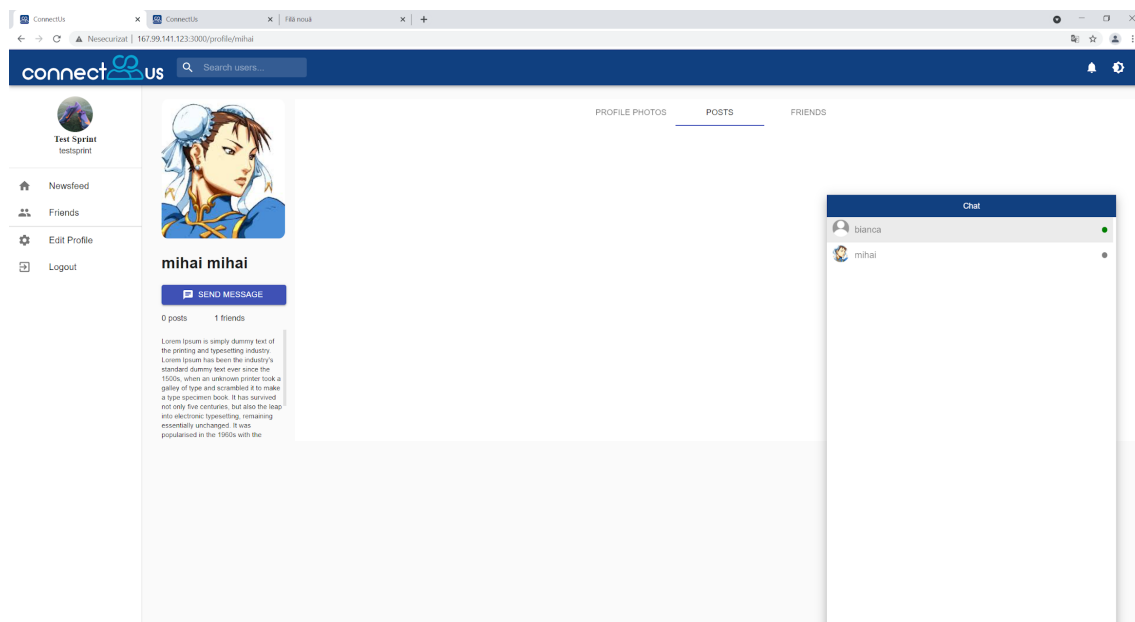 ConnectUs
ConnectUs
Filă nouă
Nesecurizat | 167.99.141.123:3000/profile/mihai
connect us
Search users...
Test Sprint
testsprint
Newsfeed
Friends
Edit Profile
Logout
mihai mihai
SEND MESSAGE
0 posts 1 friends
Lorem Ipsum is simply dummy text of
the printing and typesetting industry.
Lorem Ipsum has been the industry's
standard dummy text ever since the
1500s, when an unknown printer took a
galley of type and scrambled it to make
a type specimen book. It has survived
not only five centuries, but also the leap
into electronic typesetting, remaining
essentially unchanged. It was
popularised in the 1960s with the
PROFILE PHOTOS POSTS FRIENDS
Chat
bianca
mihai